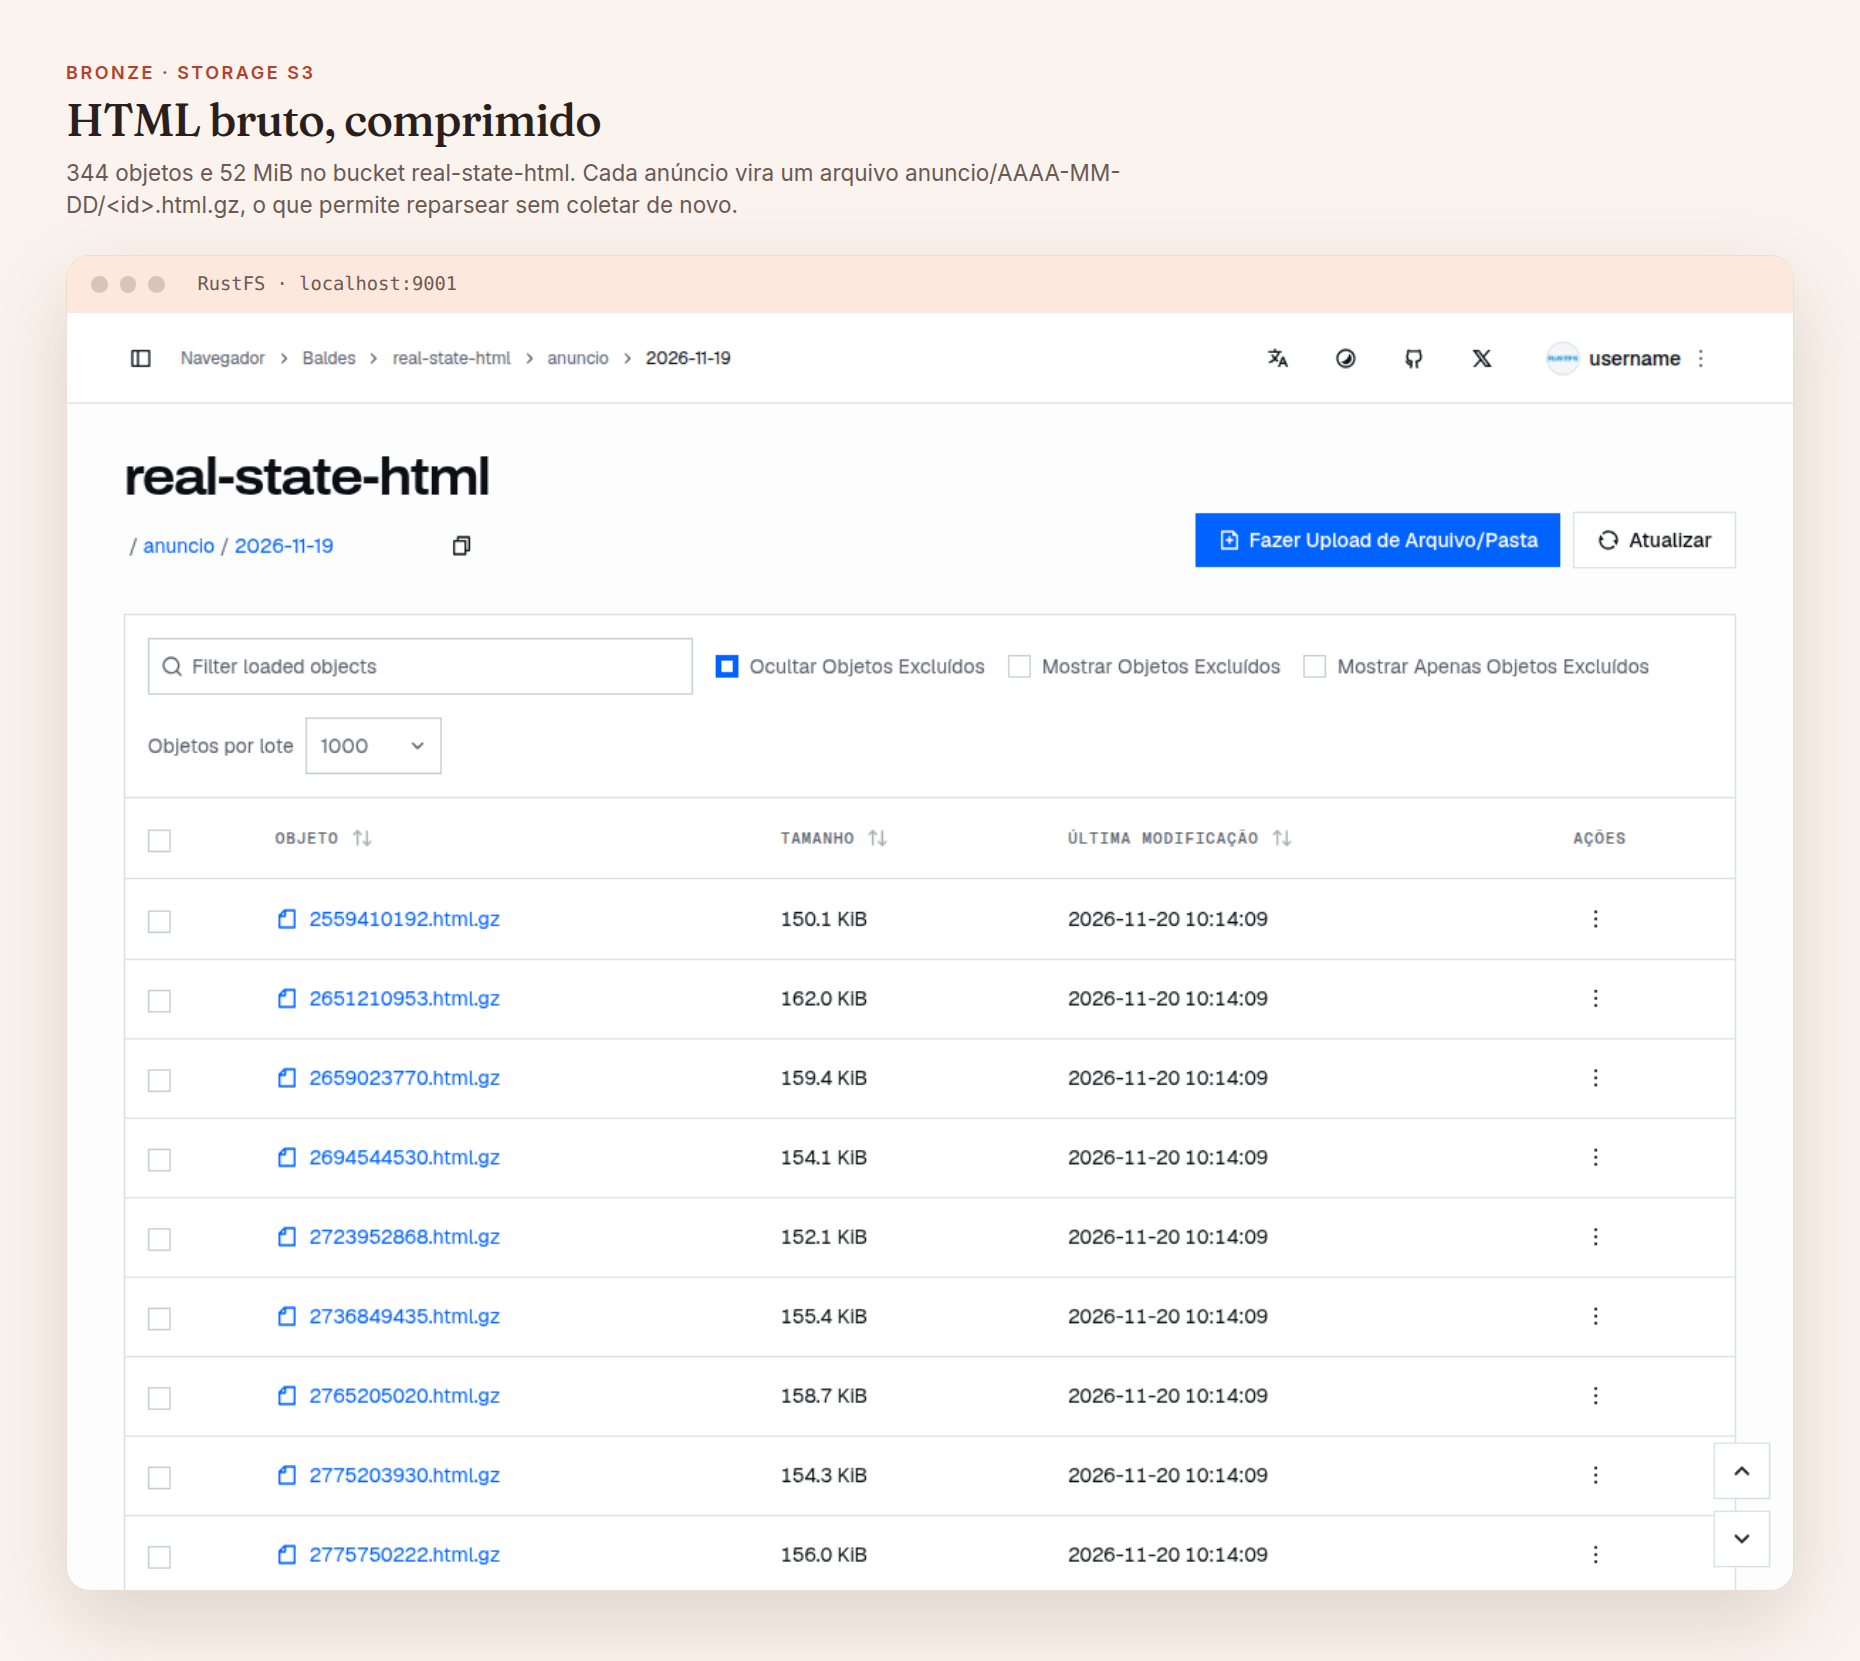 BRONZE · STORAGE S3
HTML bruto, comprimido
344 objetos e 52 MiB no bucket real-state-html. Cada anúncio vira um arquivo anuncio/AAAA-MM-
DD/<id>.html.gz, o que permite reparsear sem coletar de novo.
RustFS · localhost:9001
Navegador > Baldes > real-state-html > anuncio > 2026-11-19
RUSTFS username
real-state-html
/ anuncio / 2026-11-19
Fazer Upload de Arquivo/Pasta Atualizar
Filter loaded objects Ocultar Objetos Excluídos Mostrar Objetos Excluídos Mostrar Apenas Objetos Excluídos
Objetos por lote 1000
OBJETO TAMANHO ÚLTIMA MODIFICAÇÃO AÇÕES
2559410192.html.gz 150.1 KiB 2026-11-20 10:14:09
2651210953.html.gz 162.0 KiB 2026-11-20 10:14:09
2659023770.html.gz 159.4 KiB 2026-11-20 10:14:09
2694544530.html.gz 154.1 KiB 2026-11-20 10:14:09
2723952868.html.gz 152.1 KiB 2026-11-20 10:14:09
2736849435.html.gz 155.4 KiB 2026-11-20 10:14:09
2765205020.html.gz 158.7 KiB 2026-11-20 10:14:09
2775203930.html.gz 154.3 KiB 2026-11-20 10:14:09
2775750222.html.gz 156.0 KiB 2026-11-20 10:14:09